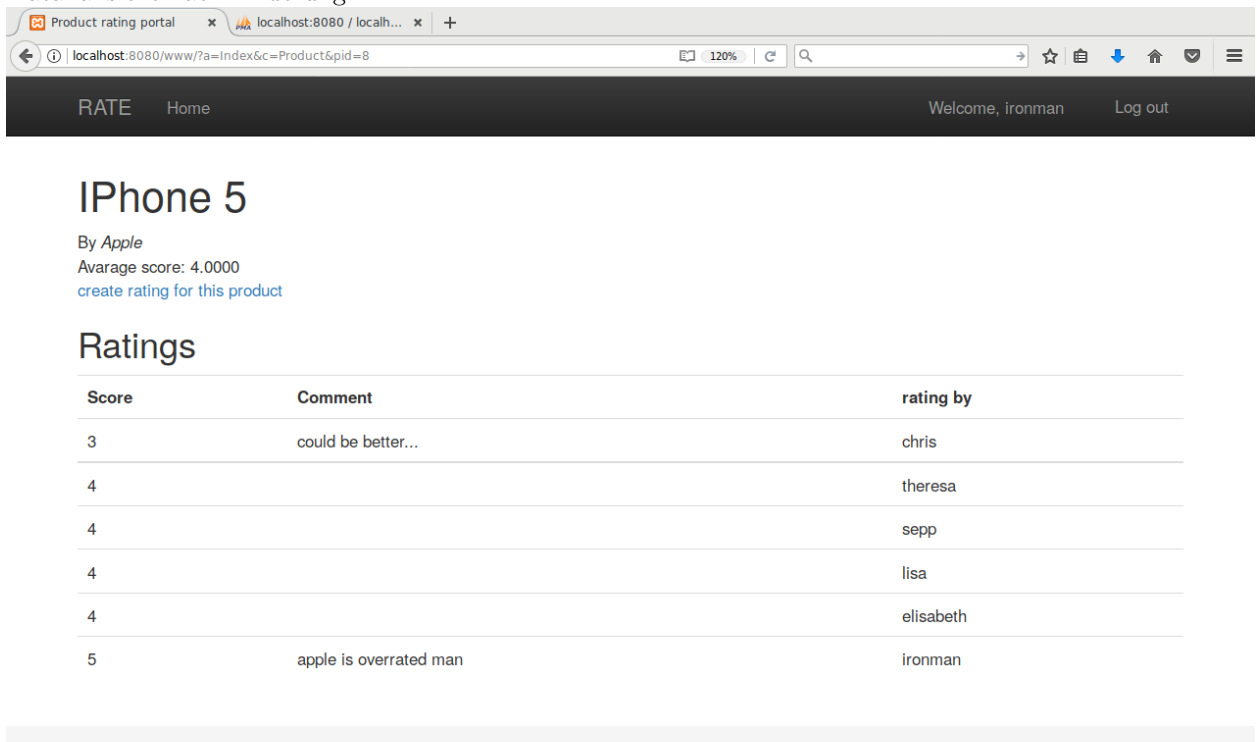 Product rating portal × localhost:8080 / localh... × +
localhost:8080/www/?a=Index&c=Product&pid=8 120%
RATE Home Welcome, ironman Log out
IPhone 5
By Apple
Avarage score: 4.0000
create rating for this product
Ratings
Score Comment rating by
3 could be better... chris
4 theresa
4 sepp
4 lisa
4 elisabeth
5 apple is overrated man ironman